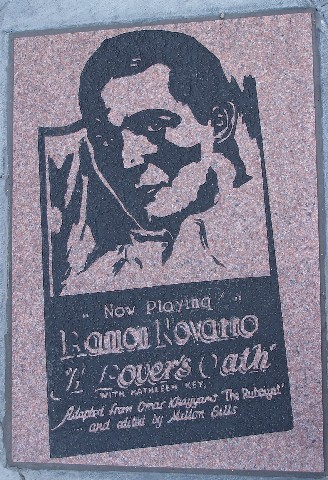 "Now Playing"
Ramon Novarro
"A Lover's Oath"
WITH KATHLEEN KEY,
Adapted from Omar Khayyams "The Rubaiyat"
and edited by Milton Sills